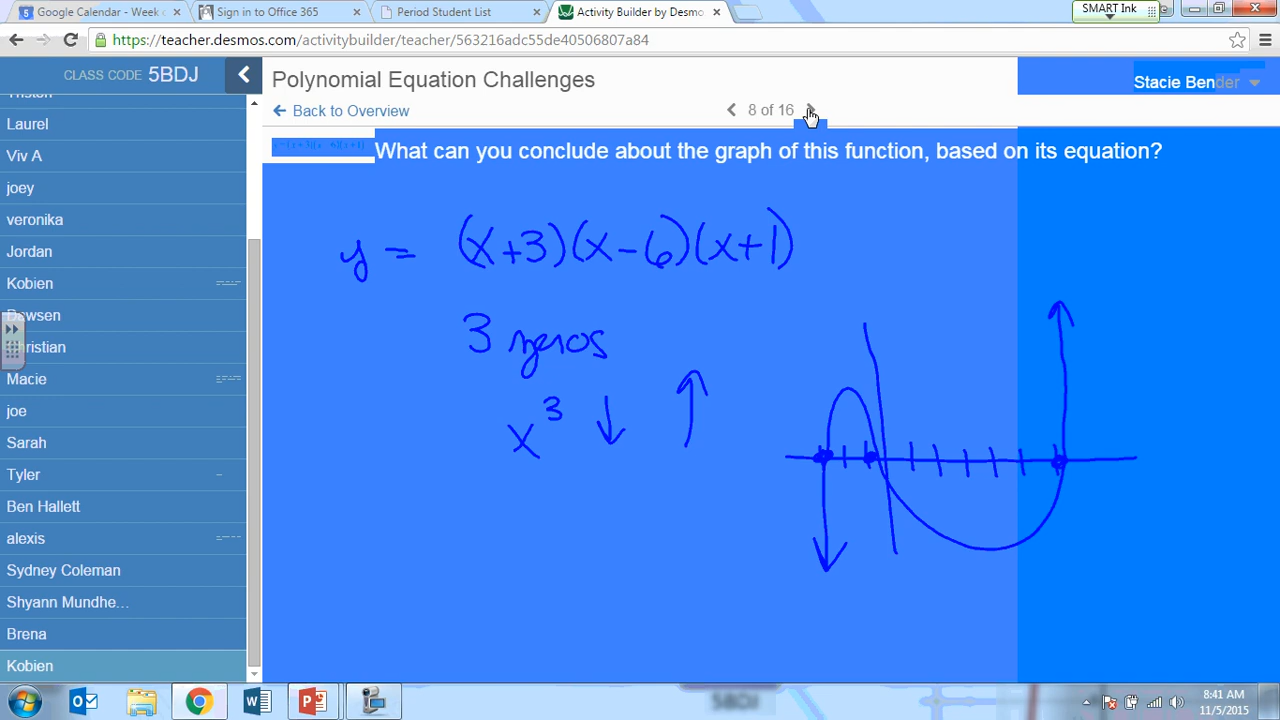 Google Calendar - Week
Sign in to Office 365
Period Student List
Activity Builder by Desmos
SMART Ink
https://teacher.desmos.com/activitybuilder/teacher/563216adc55de40506807a84
CLASS CODE 5BDJ
Polynomial Equation Challenges
Stacie Bender
Back to Overview
8 of 16
What can you conclude about the graph of this function, based on its equation?
Laurel
Viv A
joey
veronika
Jordan
Kobien
Dawsen
Christian
Macie
joe
Sarah
Tyler
Ben Hallett
alexis
Sydney Coleman
Shyann Mundhe...
Brena
Kobien
y = (x+3)(x-6)(x+1)
3 zeros
x³ ↓ ↑
5BDJ
8:41 AM
11/5/2015